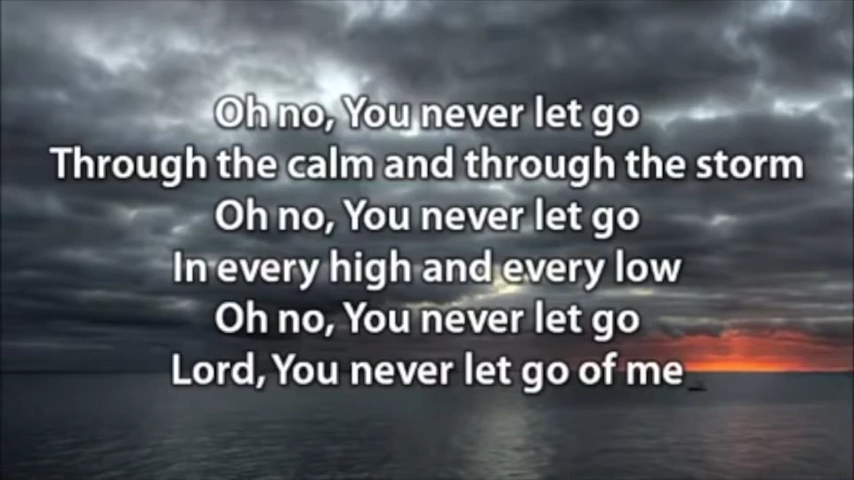 Oh no, You never let go
Through the calm and through the storm
Oh no, You never let go
In every high and every low
Oh no, You never let go
Lord, You never let go of me